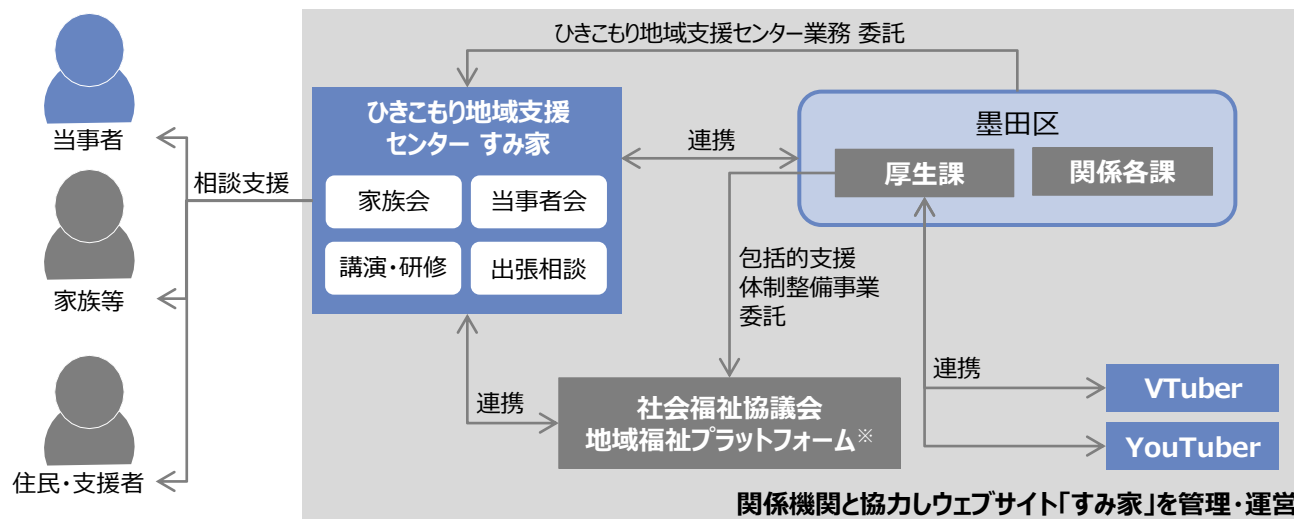 ひきこもり地域支援センター業務 委託
当事者
家族等
住民・支援者
相談支援
ひきこもり地域支援
センター すみ家
家族会
当事者会
講演・研修
出張相談
連携
墨田区
厚生課
関係各課
包括的支援
体制整備事業
委託
連携
社会福祉協議会
地域福祉プラットフォーム※
連携
VTuber
YouTuber
関係機関と協力しウェブサイト「すみ家」を管理・運営